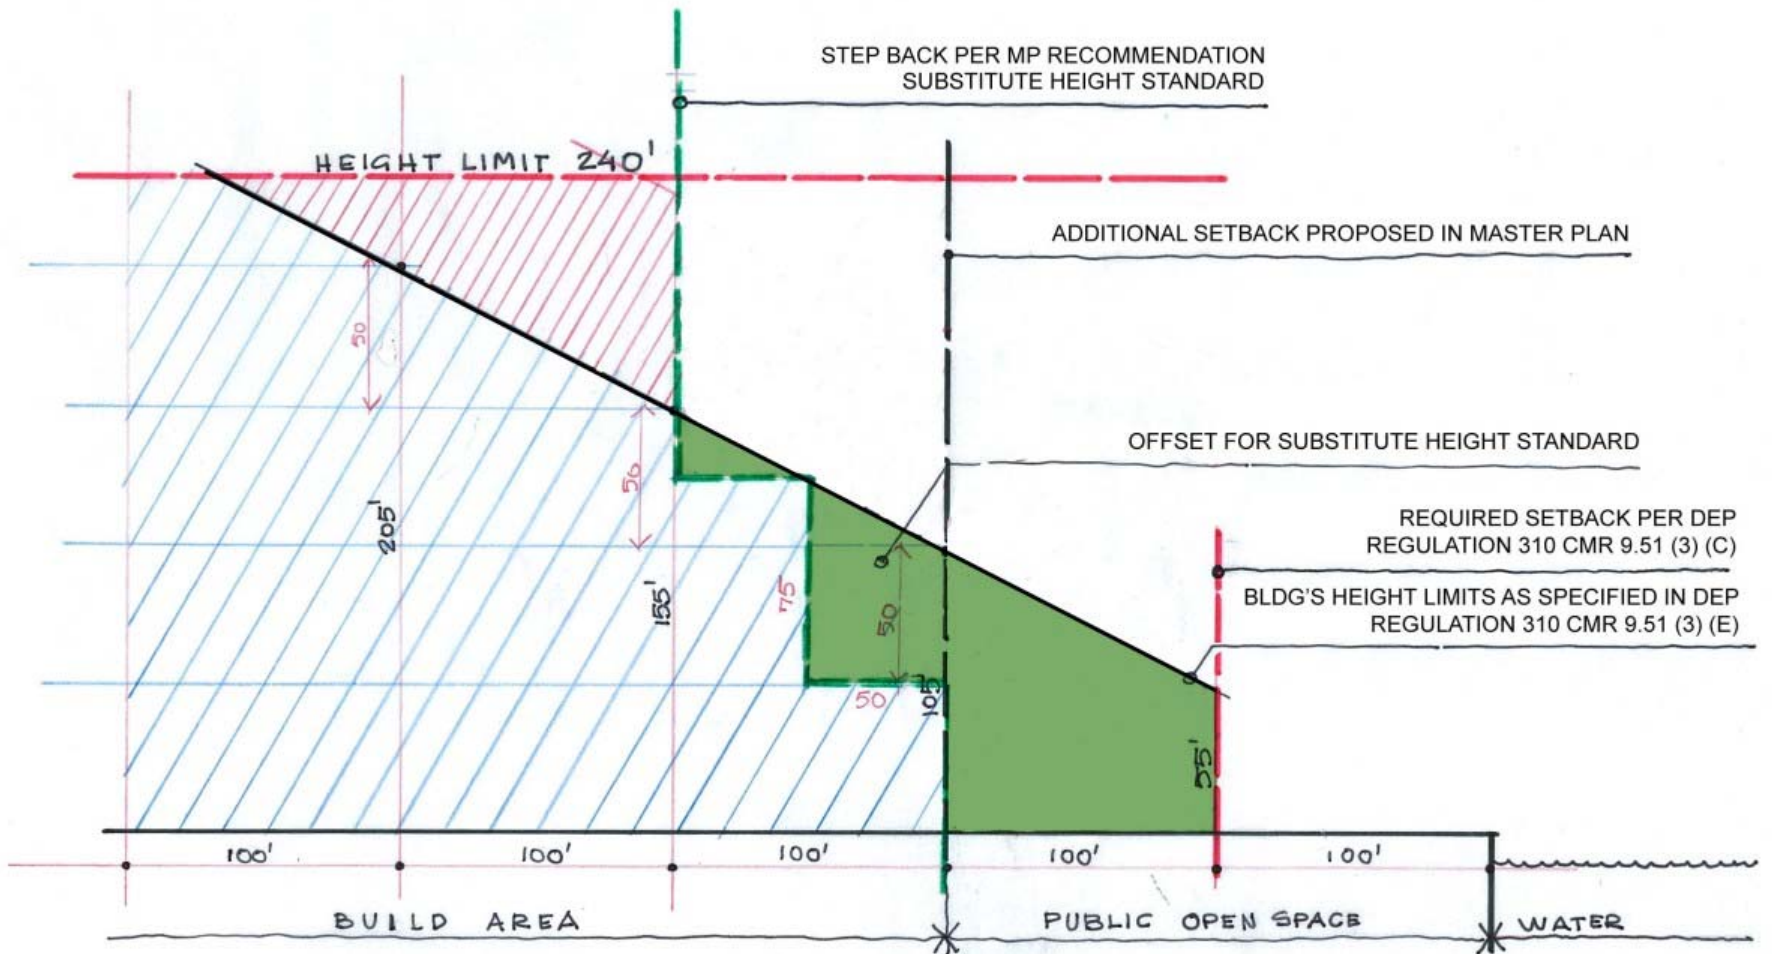 STEP BACK PER MP RECOMMENDATION
SUBSTITUTE HEIGHT STANDARD
HEIGHT LIMIT 240'
ADDITIONAL SETBACK PROPOSED IN MASTER PLAN
50
OFFSET FOR SUBSTITUTE HEIGHT STANDARD
50
205'
REQUIRED SETBACK PER DEP
REGULATION 310 CMR 9.51 (3) (C)
155'
75
50
BLDG'S HEIGHT LIMITS AS SPECIFIED IN DEP
REGULATION 310 CMR 9.51 (3) (E)
50
105'
55'
100' 100' 100' 100' 100'
BUILD AREA PUBLIC OPEN SPACE WATER